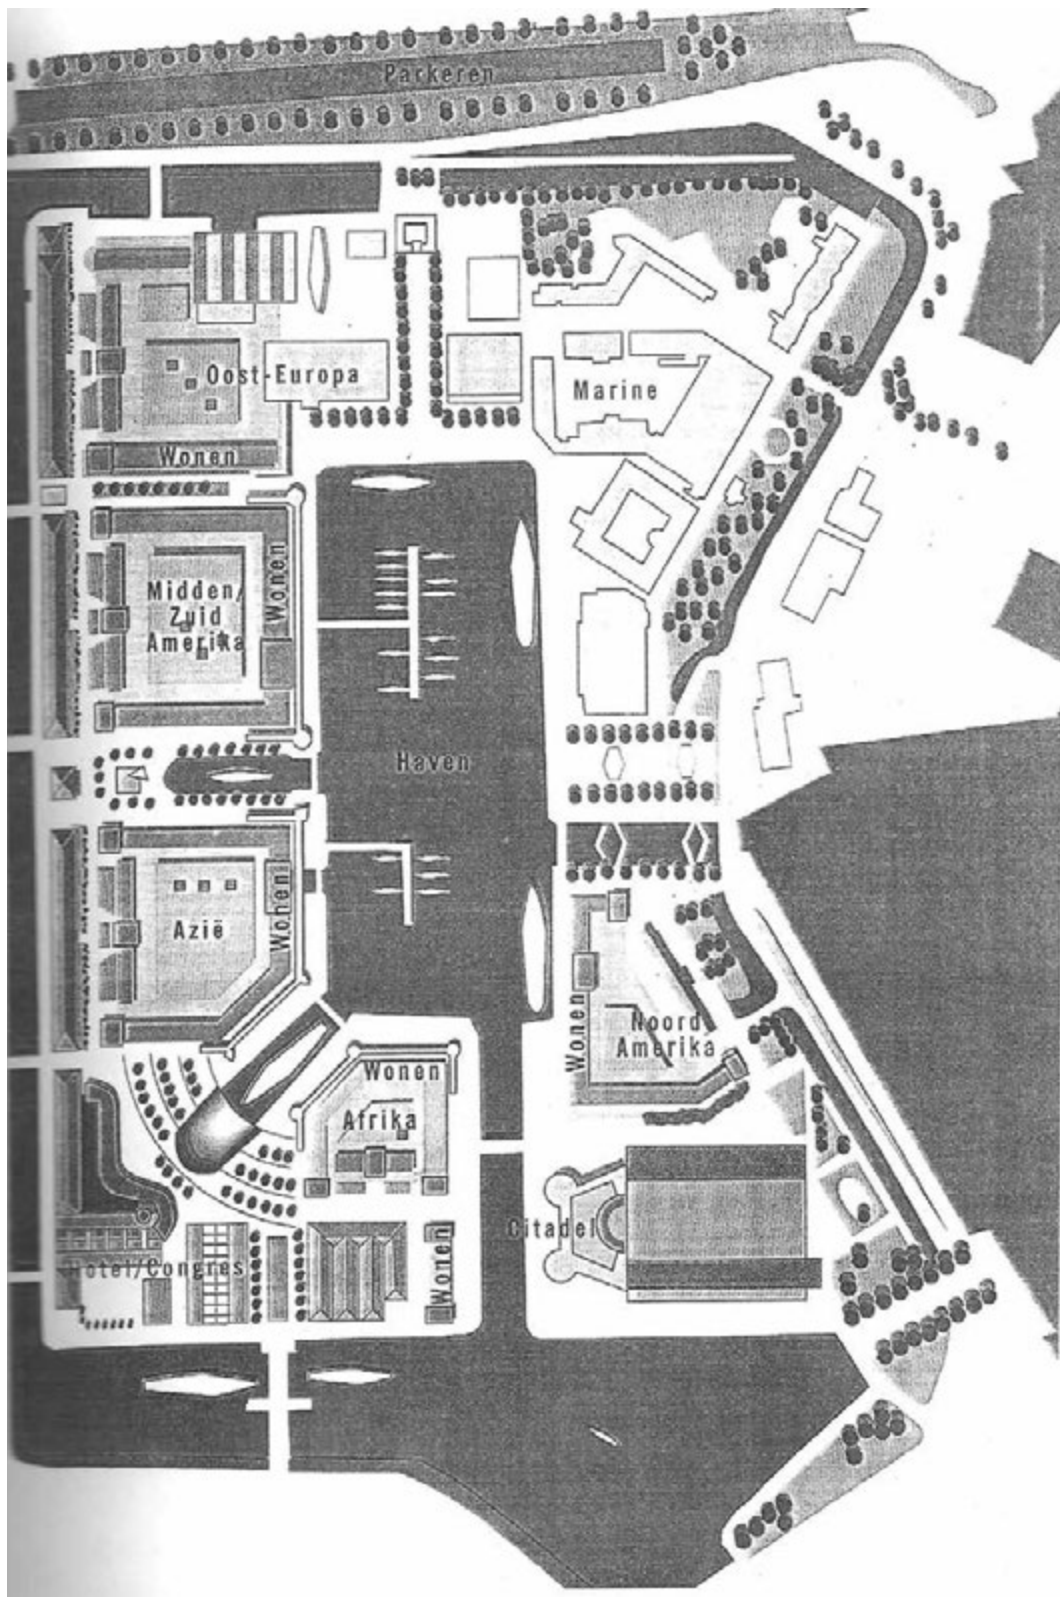 Parkeren
Oost-Europa
Marine
Wonen
Midden/
Zuid
Amerika
Wonen
Haven
Azië
Wonen
Wonen
Noord
Amerika
Wonen
Afrika
Citadel
Hotel/Congres
Wonen